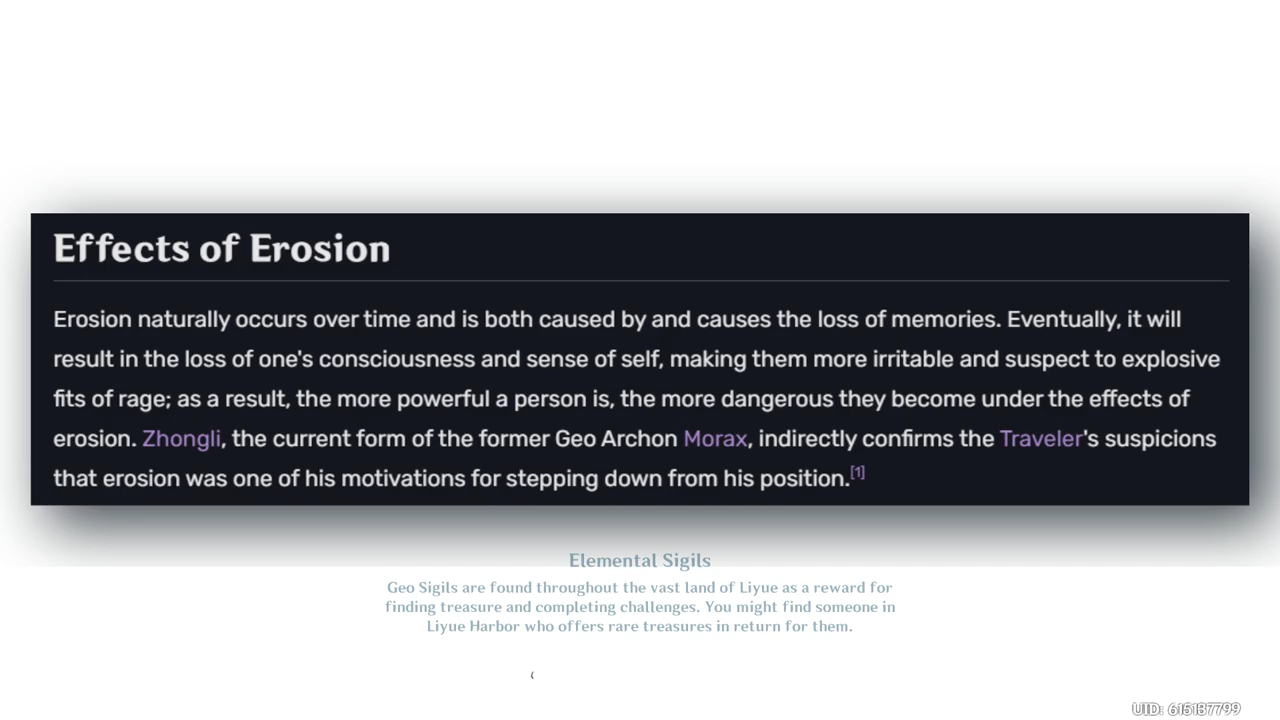 Effects of Erosion
Erosion naturally occurs over time and is both caused by and causes the loss of memories. Eventually, it will
result in the loss of one's consciousness and sense of self, making them more irritable and suspect to explosive
fits of rage; as a result, the more powerful a person is, the more dangerous they become under the effects of
erosion. Zhongli, the current form of the former Geo Archon Morax, indirectly confirms the Traveler's suspicions
that erosion was one of his motivations for stepping down from his position.[1]
Elemental Sigils
Geo Sigils are found throughout the vast land of Liyue as a reward for
finding treasure and completing challenges. You might find someone in
Liyue Harbor who offers rare treasures in return for them.
UID: 615137799